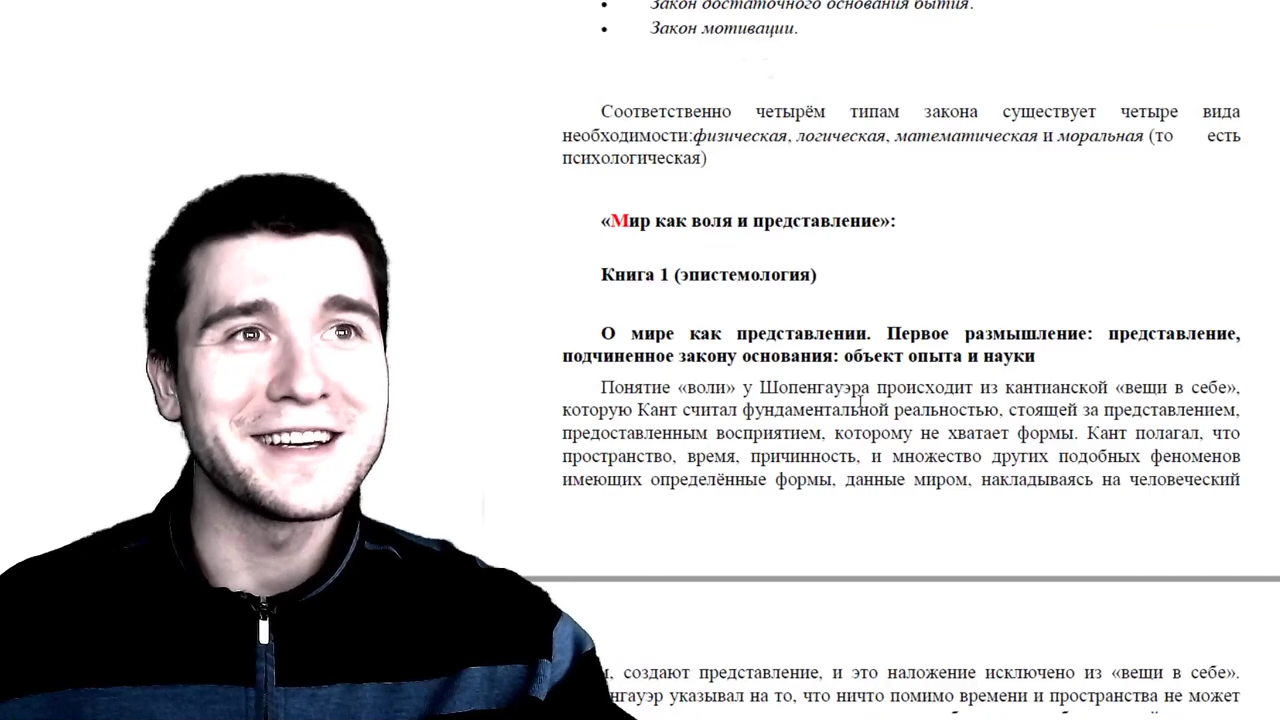 Закон достаточного основания бытия.
Закон мотивации.
Соответственно четырём типам закона существует четыре вида
необходимости:физическая, логическая, математическая и моральная (то есть
психологическая)
«Мир как воля и представление»:
Книга 1 (эпистемология)
О мире как представлении. Первое размышление: представление,
подчиненное закону основания: объект опыта и науки
Понятие «воли» у Шопенгауэра происходит из кантианской «вещи в себе»,
которую Кант считал фундаментальной реальностью, стоящей за представлением,
предоставленным восприятием, которому не хватает формы. Кант полагал, что
пространство, время, причинность, и множество других подобных феноменов
имеющих определённые формы, данные миром, накладываясь на человеческий
создают представление, и это наложение исключено из «вещи в себе».
указывал на то, что ничто помимо времени и пространства не может